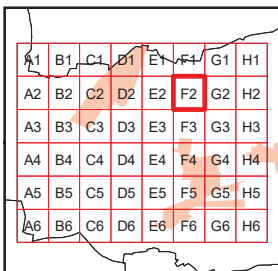 A1 B1 C1 D1 E1 F1 G1 H1
A2 B2 C2 D2 E2 F2 G2 H2
A3 B3 C3 D3 E3 F3 G3 H3
A4 B4 C4 D4 E4 F4 G4 H4
A5 B5 C5 D5 E5 F5 G5 H5
A6 B6 C6 D6 E6 F6 G6 H6